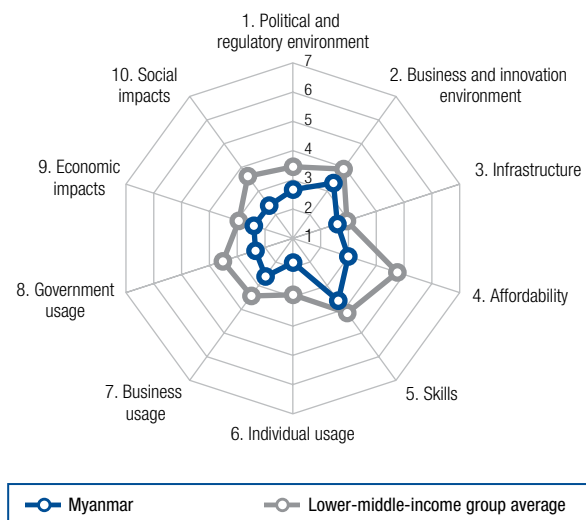 1. Political and
regulatory environment
10. Social
impacts
7
2. Business and innovation
environment
6
5
9. Economic
impacts
4
3. Infrastructure
3
2
1
8. Government
usage
4. Affordability
7. Business
usage
5. Skills
6. Individual usage
Myanmar
Lower-middle-income group average